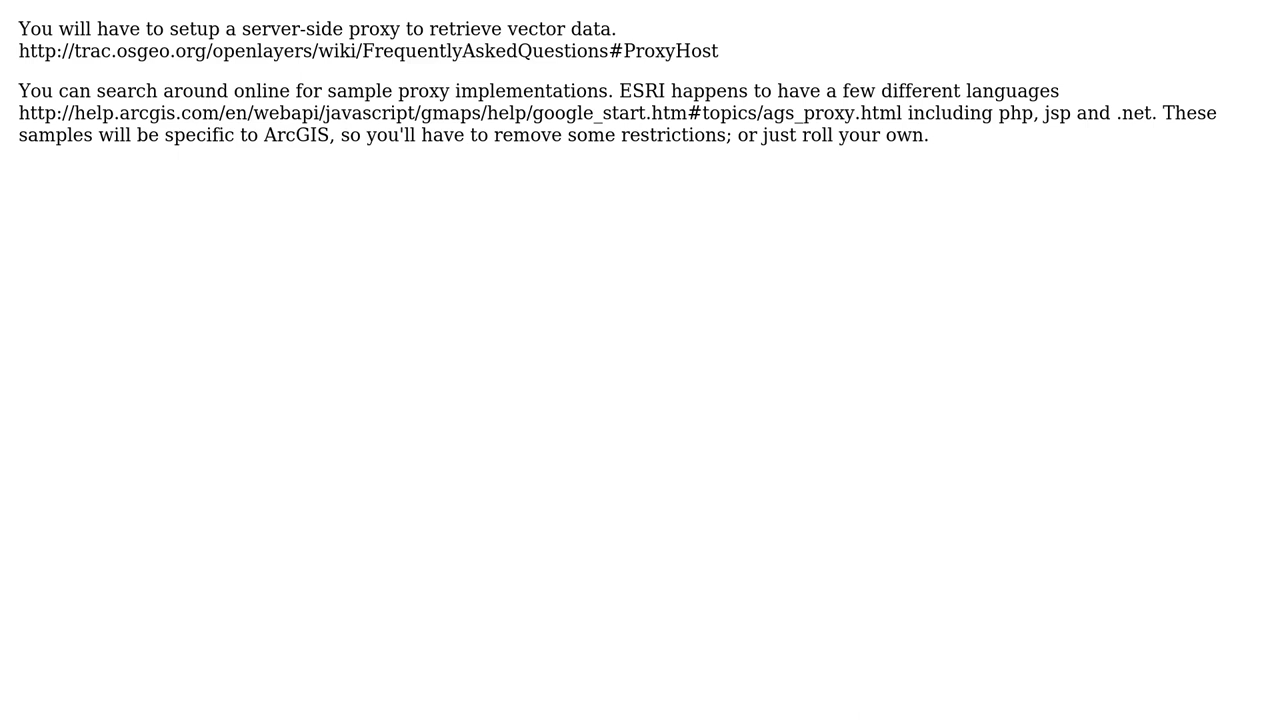 You will have to setup a server-side proxy to retrieve vector data.
http://trac.osgeo.org/openlayers/wiki/FrequentlyAskedQuestions#ProxyHost
You can search around online for sample proxy implementations. ESRI happens to have a few different languages
http://help.arcgis.com/en/webapi/javascript/gmaps/help/google_start.htm#topics/ags_proxy.html including php, jsp and .net. These
samples will be specific to ArcGIS, so you'll have to remove some restrictions; or just roll your own.